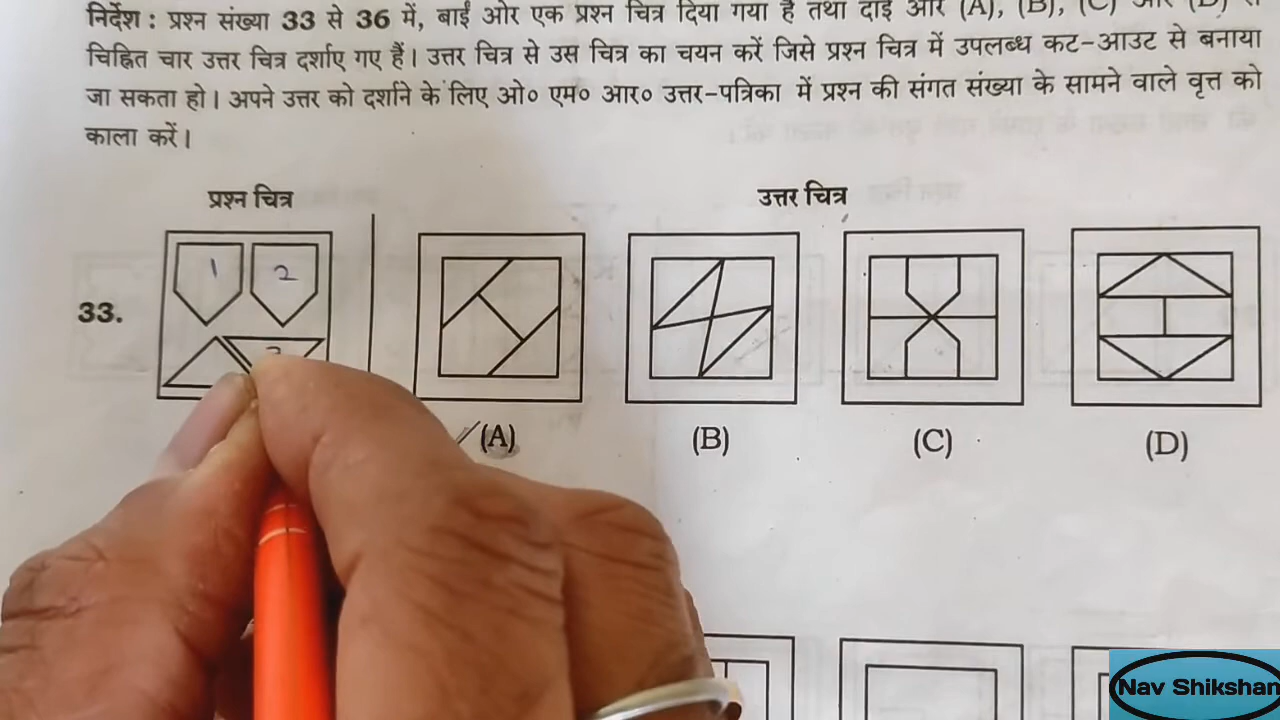 निर्देश : प्रश्न संख्या 33 से 36 में, बाईं ओर एक प्रश्न चित्र दिया गया है तथा दाईं ओर (A), (B), (C) और (D) से
चिह्नित चार उत्तर चित्र दर्शाए गए हैं। उत्तर चित्र से उस चित्र का चयन करें जिसे प्रश्न चित्र में उपलब्ध कट-आउट से बनाया
जा सकता हो। अपने उत्तर को दर्शाने के लिए ओ० एम० आर० उत्तर-पत्रिका में प्रश्न की संगत संख्या के सामने वाले वृत्त को
काला करें।
प्रश्न चित्र उत्तर चित्र
1 2
33.
(A) (B) (C) (D)
Nav Shikshan